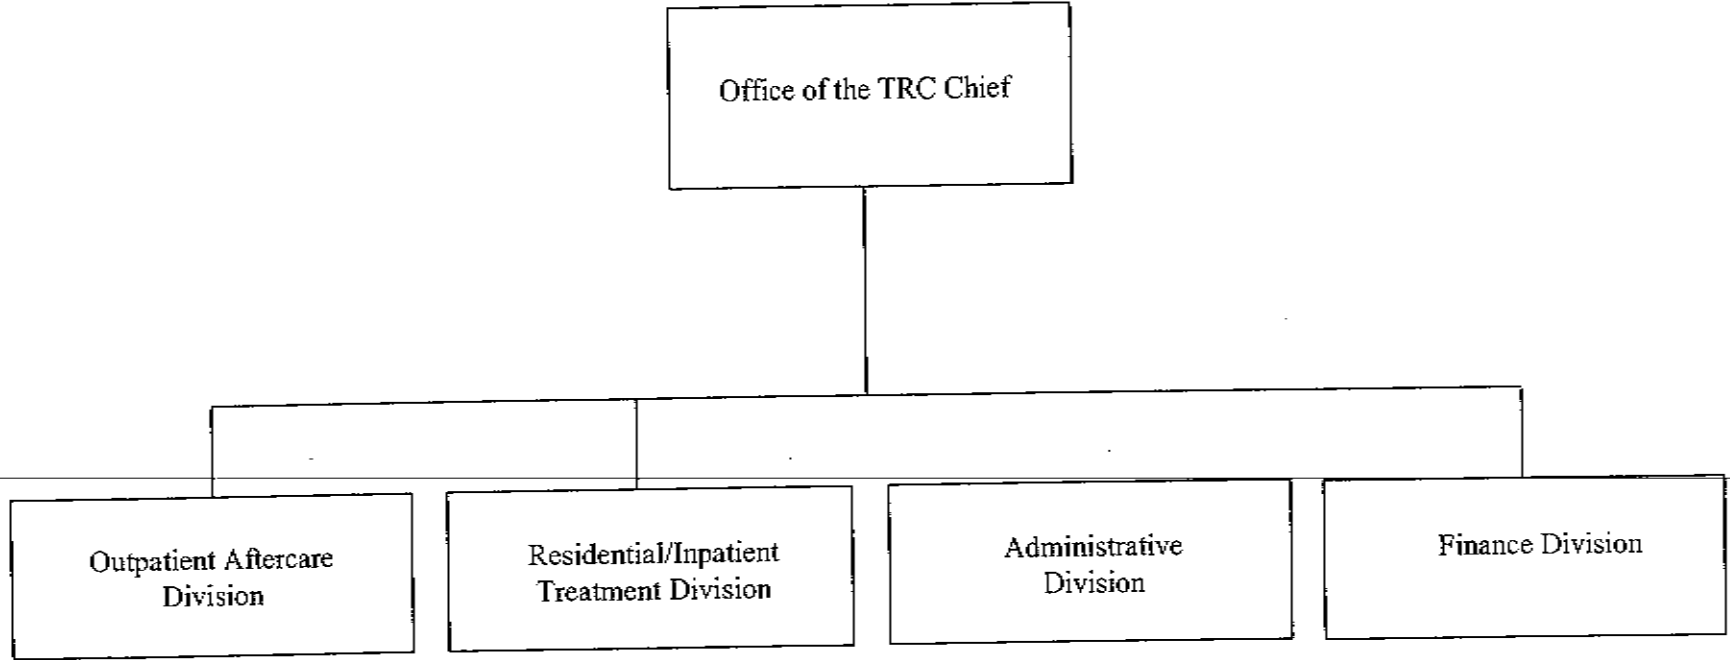 Office of the TRC Chief
Outpatient Aftercare
Division
Residential/Inpatient
Treatment Division
Administrative
Division
Finance Division